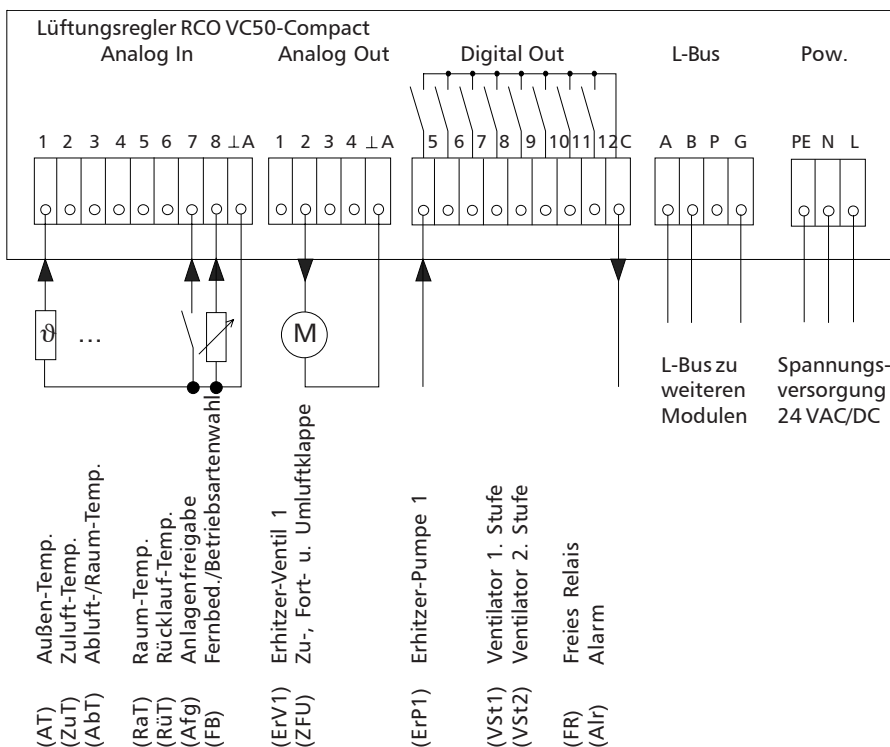 Lüftungsregler RCO VC50-Compact
Analog In Analog Out Digital Out L-Bus Pow.
1 2 3 4 5 6 7 8 ⊥A 1 2 3 4 ⊥A 5 6 7 8 9 10 11 12 C A B P G PE N L
ϑ ... M
L-Bus zu
weiteren
Modulen
Spannungs-
versorgung
24 VAC/DC
(AT) Außen-Temp.
(ZuT) Zuluft-Temp.
(AbT) Abluft-/Raum-Temp.
(RaT) Raum-Temp.
(RüT) Rücklauf-Temp.
(Afg) Anlagenfreigabe
(FB) Fernbed./Betriebsartenwahl
(ErV1) Erhitzer-Ventil 1
(ZFU) Zu-, Fort- u. Umluftklappe
(ErP1) Erhitzer-Pumpe 1
(VSt1) Ventilator 1. Stufe
(VSt2) Ventilator 2. Stufe
(FR) Freies Relais
(Alr) Alarm